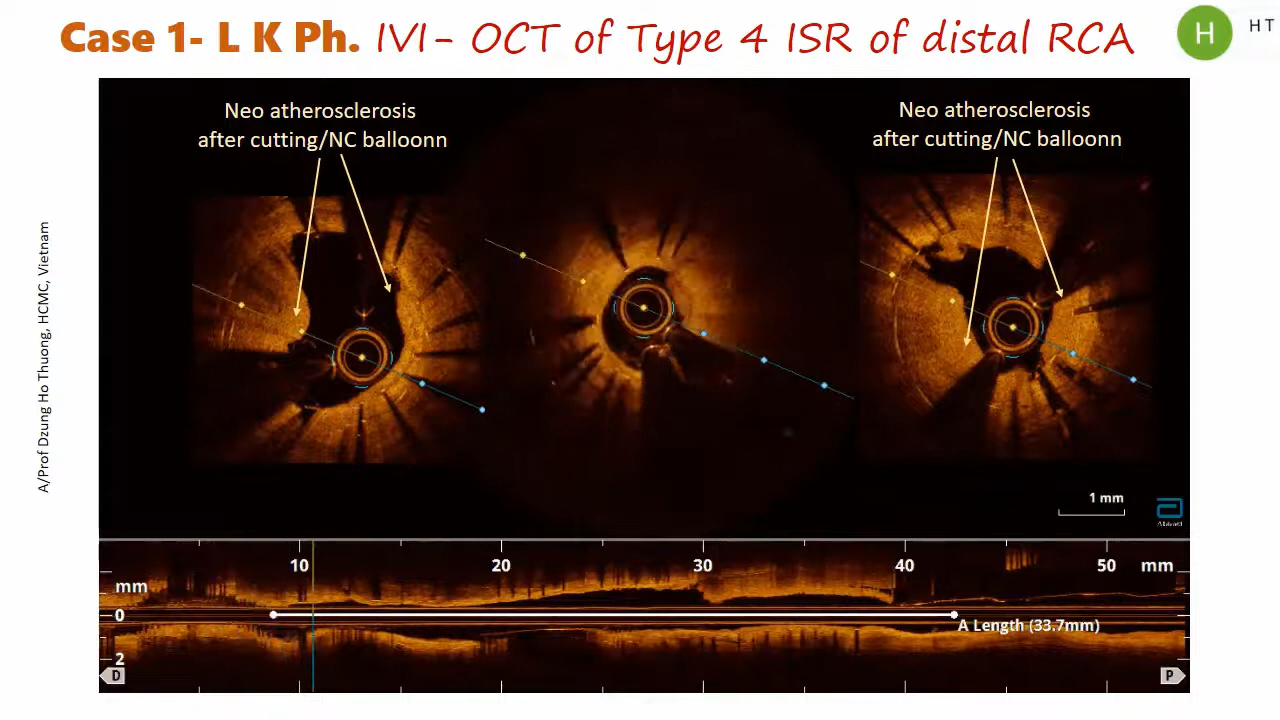 Case 1- L K Ph. IVI- OCT of Type 4 ISR of distal RCA
H
HT
Neo atherosclerosis
after cutting/NC balloonn
Neo atherosclerosis
after cutting/NC balloonn
A/Prof Dzung Ho Thuong, HCMC, Vietnam
1 mm
Abbott
10
20
30
40
50
mm
mm
0
A Length (33.7mm)
2
D
P